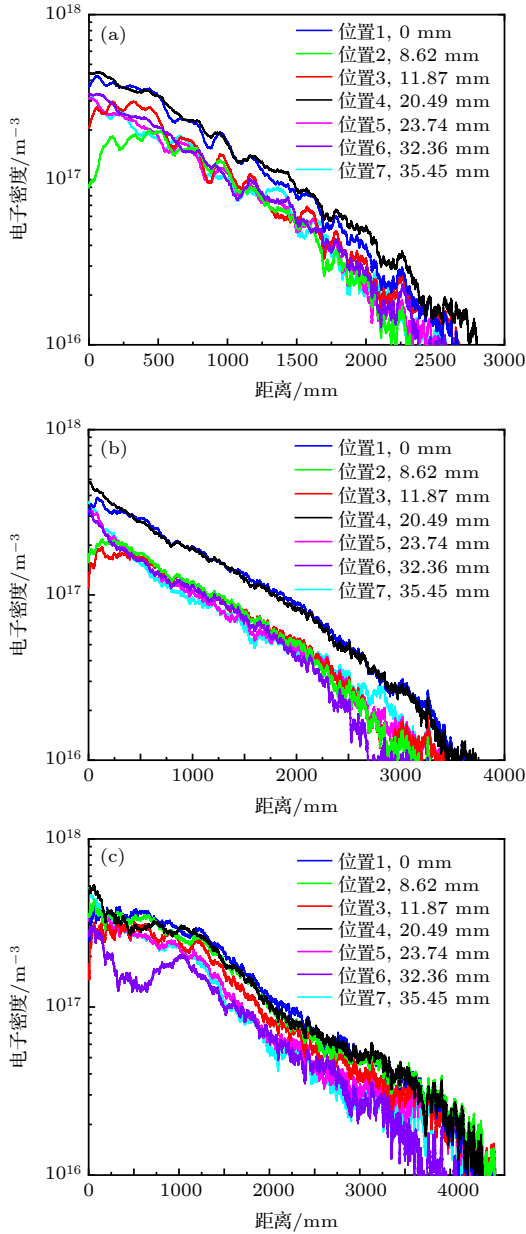 10^18
(a)
位置1, 0 mm
位置2, 8.62 mm
位置3, 11.87 mm
位置4, 20.49 mm
位置5, 23.74 mm
位置6, 32.36 mm
位置7, 35.45 mm
电子密度/m^−3
10^17
10^16
0 500 1000 1500 2000 2500 3000
距离/mm
10^18
(b)
位置1, 0 mm
位置2, 8.62 mm
位置3, 11.87 mm
位置4, 20.49 mm
位置5, 23.74 mm
位置6, 32.36 mm
位置7, 35.45 mm
电子密度/m^−3
10^17
10^16
0 1000 2000 3000 4000
距离/mm
10^18
(c)
位置1, 0 mm
位置2, 8.62 mm
位置3, 11.87 mm
位置4, 20.49 mm
位置5, 23.74 mm
位置6, 32.36 mm
位置7, 35.45 mm
电子密度/m^−3
10^17
10^16
0 1000 2000 3000 4000
距离/mm